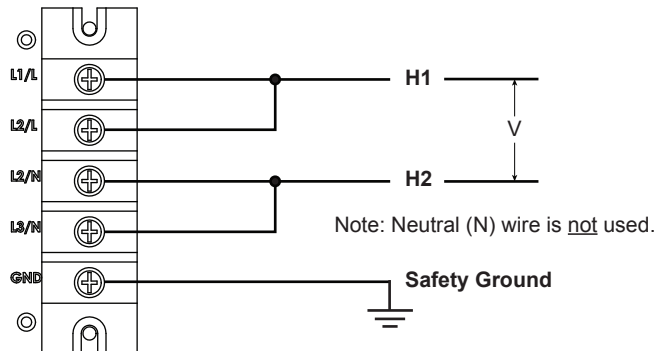 L1/L
H1
L2/L
V
L2/N
H2
L3/N
Note: Neutral (N) wire is not used.
GND
Safety Ground